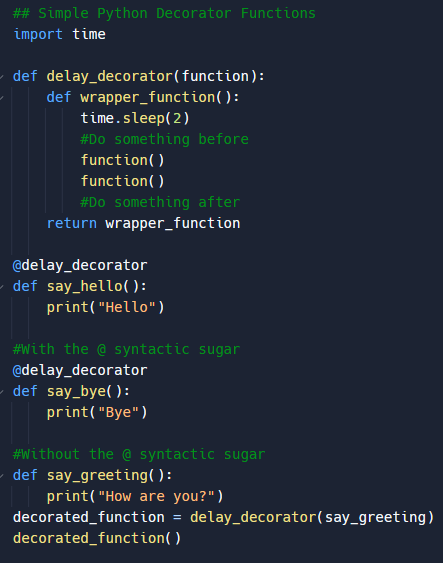 ## Simple Python Decorator Functions
import time
def delay_decorator(function):
    def wrapper_function():
        time.sleep(2)
        #Do something before
        function()
        function()
        #Do something after
    return wrapper_function
@delay_decorator
def say_hello():
    print("Hello")
#With the @ syntactic sugar
@delay_decorator
def say_bye():
    print("Bye")
#Without the @ syntactic sugar
def say_greeting():
    print("How are you?")
decorated_function = delay_decorator(say_greeting)
decorated_function()